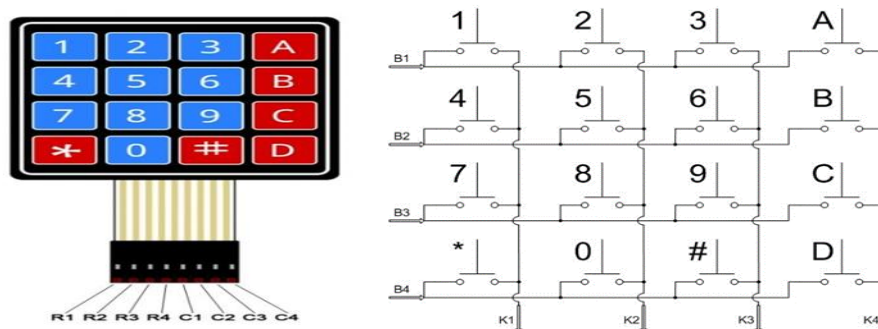 1 2 3 A
4 5 6 B
7 8 9 C
* 0 # D
R1 R2 R3 R4 C1 C2 C3 C4
1 2 3 A
B1
4 5 6 B
B2
7 8 9 C
B3
* 0 # D
B4
K1 K2 K3 K4